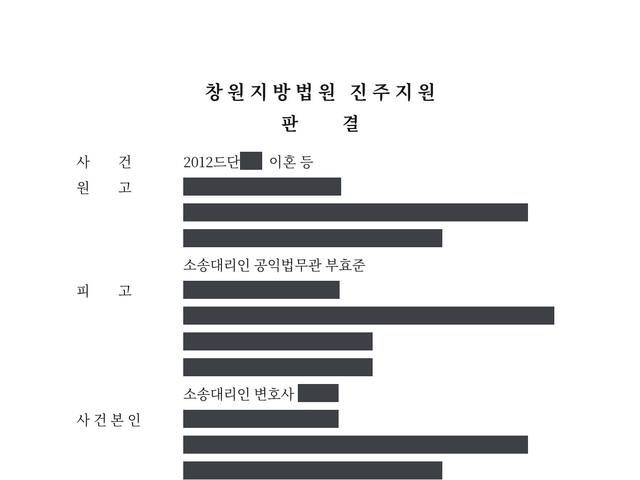 창원지방법원 진주지원
판 결
사 건 2012드단 이혼 등
원 고
소송대리인 공익법무관 부효준
피 고
소송대리인 변호사
사건본인